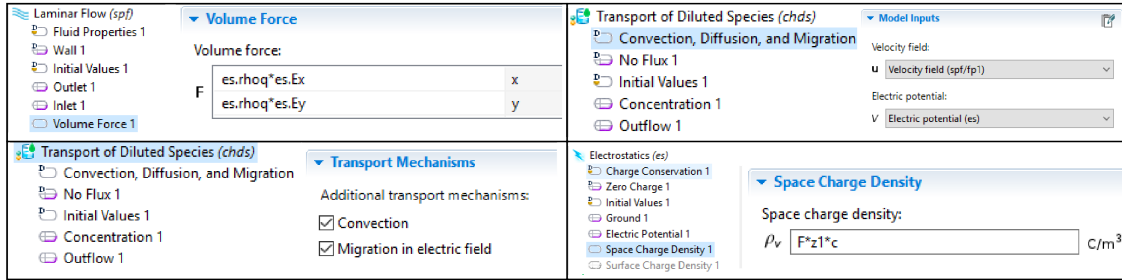 Laminar Flow (spf)
Fluid Properties 1
Wall 1
Initial Values 1
Outlet 1
Inlet 1
Volume Force 1
Volume Force
Volume force:
F
es.rhoq*es.Ex x
es.rhoq*es.Ey y
Transport of Diluted Species (chds)
Convection, Diffusion, and Migration
No Flux 1
Initial Values 1
Concentration 1
Outflow 1
Model Inputs
Velocity field:
u Velocity field (spf/fp1)
Electric potential:
V Electric potential (es)
Transport of Diluted Species (chds)
Convection, Diffusion, and Migration
No Flux 1
Initial Values 1
Concentration 1
Outflow 1
Transport Mechanisms
Additional transport mechanisms:
Convection
Migration in electric field
Electrostatics (es)
Charge Conservation 1
Zero Charge 1
Initial Values 1
Ground 1
Electric Potential 1
Space Charge Density 1
Surface Charge Density 1
Space Charge Density
Space charge density:
ρv F*z1*c C/m³